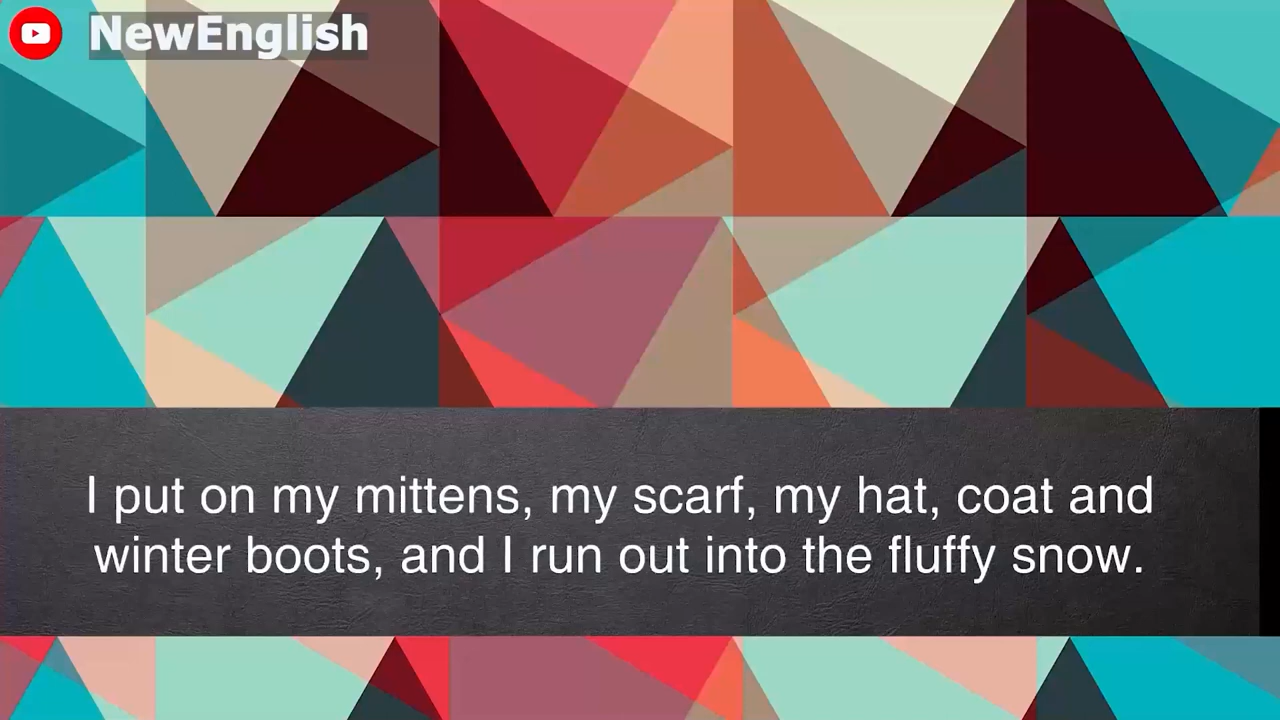 NewEnglish
I put on my mittens, my scarf, my hat, coat and
winter boots, and I run out into the fluffy snow.